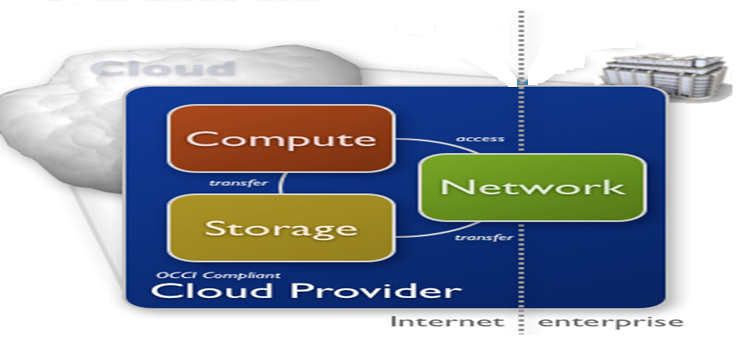 Cloud
Compute
access
transfer
Network
Storage
transfer
OCCI Compliant
Cloud Provider
Internet enterprise